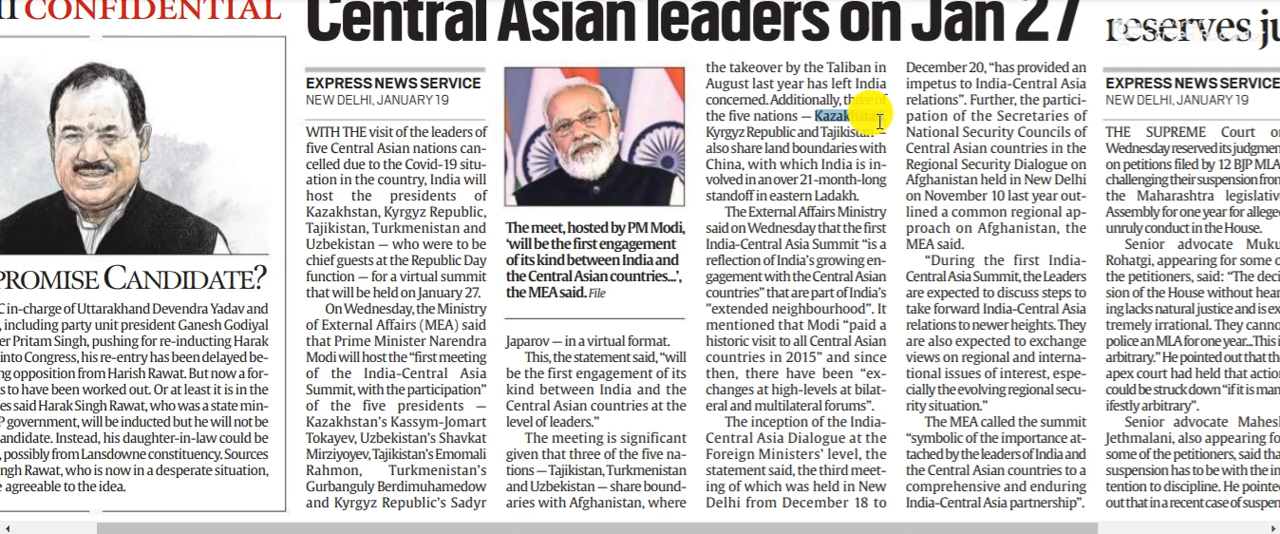 CONFIDENTIAL
PROMISE CANDIDATE?
C in-charge of Uttarakhand Devendra Yadav and
, including party unit president Ganesh Godiyal
er Pritam Singh, pushing for re-inducting Harak
into Congress, his re-entry has been delayed be-
ng opposition from Harish Rawat. But now a for-
s to have been worked out. Or at least it is in the
es said Harak Singh Rawat, who was a state min-
P government, will be inducted but he will not be
andidate. Instead, his daughter-in-law could be
, possibly from Lansdowne constituency. Sources
ngh Rawat, who is now in a desperate situation,
e agreeable to the idea.
Central Asian leaders on Jan 27
EXPRESS NEWS SERVICE
NEW DELHI, JANUARY 19
WITH THE visit of the leaders of
five Central Asian nations can-
celled due to the Covid-19 situ-
ation in the country, India will
host the presidents of
Kazakhstan, Kyrgyz Republic,
Tajikistan, Turkmenistan and
Uzbekistan — who were to be
chief guests at the Republic Day
function — for a virtual summit
that will be held on January 27.
On Wednesday, the Ministry
of External Affairs (MEA) said
that Prime Minister Narendra
Modi will host the “first meeting
of the India-Central Asia
Summit, with the participation”
of the five presidents —
Kazakhstan's Kassym-Jomart
Tokayev, Uzbekistan's Shavkat
Mirziyoyev, Tajikistan's Emomali
Rahmon, Turkmenistan's
Gurbanguly Berdimuhamedow
and Kyrgyz Republic's Sadyr
The meet, hosted by PM Modi,
‘will be the first engagement
of its kind between India and
the Central Asian countries...’,
the MEA said. File
Japarov — in a virtual format.
This, the statement said, “will
be the first engagement of its
kind between India and the
Central Asian countries at the
level of leaders.”
The meeting is significant
given that three of the five na-
tions — Tajikistan, Turkmenistan
and Uzbekistan — share bound-
aries with Afghanistan, where
the takeover by the Taliban in
August last year has left India
concerned. Additionally, three of
the five nations — Kazakhstan,
Kyrgyz Republic and Tajikistan —
also share land boundaries with
China, with which India is in-
volved in an over 21-month-long
standoff in eastern Ladakh.
The External Affairs Ministry
said on Wednesday that the first
India-Central Asia Summit “is a
reflection of India's growing en-
gagement with the Central Asian
countries” that are part of India's
"extended neighbourhood”. It
mentioned that Modi “paid a
historic visit to all Central Asian
countries in 2015” and since
then, there have been “ex-
changes at high-levels at bilat-
eral and multilateral forums”.
The inception of the India-
Central Asia Dialogue at the
Foreign Ministers' level, the
statement said, the third meet-
ing of which was held in New
Delhi from December 18 to
December 20, “has provided an
impetus to India-Central Asia
relations”. Further, the partici-
pation of the Secretaries of
National Security Councils of
Central Asian countries in the
Regional Security Dialogue on
Afghanistan held in New Delhi
on November 10 last year out-
lined a common regional ap-
proach on Afghanistan, the
MEA said.
“During the first India-
Central Asia Summit, the Leaders
are expected to discuss steps to
take forward India-Central Asia
relations to newer heights. They
are also expected to exchange
views on regional and interna-
tional issues of interest, espe-
cially the evolving regional secu-
rity situation.”
The MEA called the summit
“symbolic of the importance at-
tached by the leaders of India and
the Central Asian countries to a
comprehensive and enduring
India-Central Asia partnership”.
reserves ju
EXPRESS NEWS SERVICE
NEW DELHI, JANUARY 19
THE SUPREME Court o
Wednesday reserved its judgmen
on petitions filed by 12 BJP MLA
challenging their suspension from
the Maharashtra legislativ
Assembly for one year for allege
unruly conduct in the House.
Senior advocate Muku
Rohatgi, appearing for some o
the petitioners, said: “The deci
sion of the House without hear
ing lacks natural justice and is ex
tremely irrational. They canno
police an MLA for one year...This i
arbitrary.” He pointed out that th
apex court had held that action
could be struck down “if it is man
ifestly arbitrary”.
Senior advocate Mahes
Jethmalani, also appearing fo
some of the petitioners, said tha
suspension has to be with the in
tention to discipline. He pointe
out that in a recent case of suspen